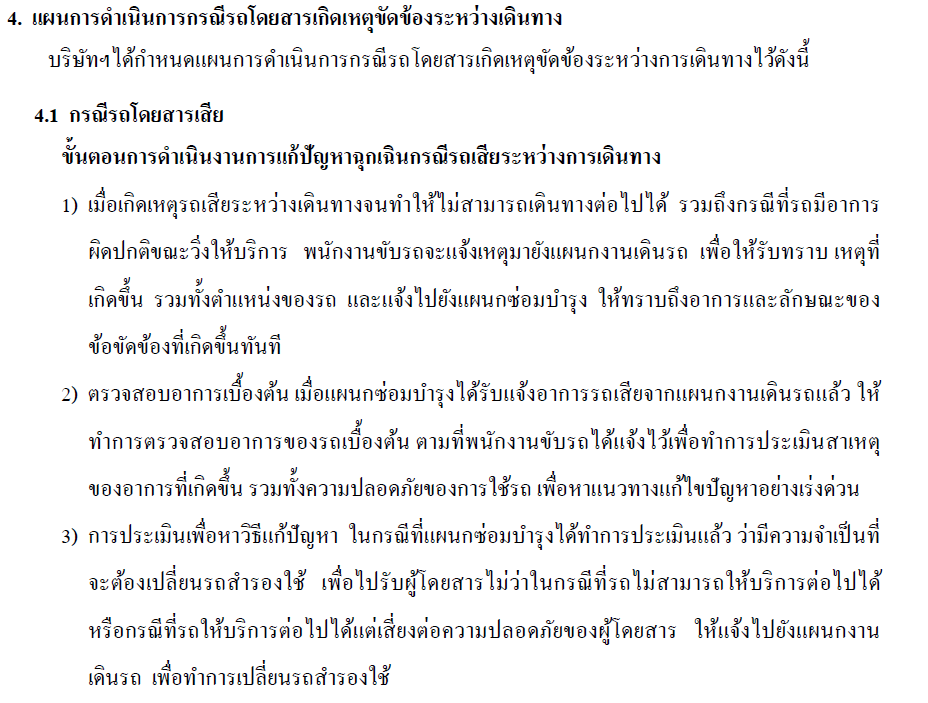 4. แผนการดำเนินการกรณีรถโดยสารเกิดเหตุขัดข้องระหว่างเดินทาง
บริษัทฯได้กำหนดแผนการดำเนินการกรณีรถโดยสารเกิดเหตุขัดข้องระหว่างการเดินทางไว้ดังนี้
4.1 กรณีรถโดยสารเสีย
ขั้นตอนการดำเนินงานการแก้ปัญหาฉุกเฉินกรณีรถเสียระหว่างการเดินทาง
1) เมื่อเกิดเหตุรถเสียระหว่างเดินทางจนทำให้ไม่สามารถเดินทางต่อไปได้ รวมถึงกรณีที่รถมีอาการ
ผิดปกติขณะวิ่งให้บริการ พนักงานขับรถจะแจ้งเหตุมายังแผนกงานเดินรถ เพื่อให้รับทราบ เหตุที่
เกิดขึ้น รวมทั้งตำแหน่งของรถ และแจ้งไปยังแผนกซ่อมบำรุง ให้ทราบถึงอาการและลักษณะของ
ข้อขัดข้องที่เกิดขึ้นทันที
2) ตรวจสอบอาการเบื้องต้น เมื่อแผนกซ่อมบำรุงได้รับแจ้งอาการรถเสียจากแผนกงานเดินรถแล้ว ให้
ทำการตรวจสอบอาการของรถเบื้องต้น ตามที่พนักงานขับรถได้แจ้งไว้เพื่อทำการประเมินสาเหตุ
ของอาการที่เกิดขึ้น รวมทั้งความปลอดภัยของการใช้รถ เพื่อหาแนวทางแก้ไขปัญหาอย่างเร่งด่วน
3) การประเมินเพื่อหาวิธีแก้ปัญหา ในกรณีที่แผนกซ่อมบำรุงได้ทำการประเมินแล้ว ว่ามีความจำเป็นที่
จะต้องเปลี่ยนรถสำรองใช้ เพื่อไปรับผู้โดยสารไม่ว่าในกรณีที่รถไม่สามารถให้บริการต่อไปได้
หรือกรณีที่รถให้บริการต่อไปได้แต่เสี่ยงต่อความปลอดภัยของผู้โดยสาร ให้แจ้งไปยังแผนกงาน
เดินรถ เพื่อทำการเปลี่ยนรถสำรองใช้